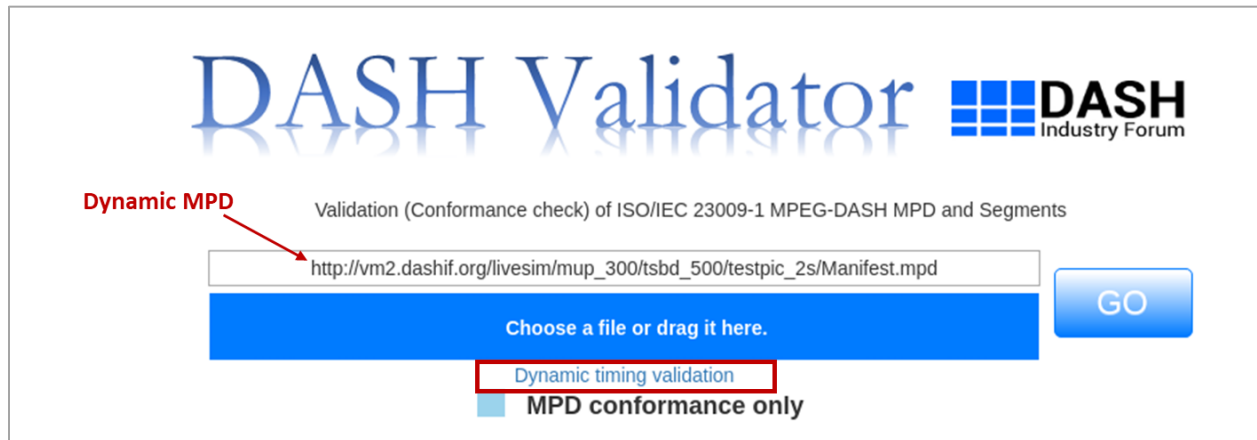 DASH Validator
DASH
Industry Forum
Dynamic MPD
Validation (Conformance check) of ISO/IEC 23009-1 MPEG-DASH MPD and Segments
http://vm2.dashif.org/livesim/mup_300/tsbd_500/testpic_2s/Manifest.mpd
GO
Choose a file or drag it here.
Dynamic timing validation
MPD conformance only